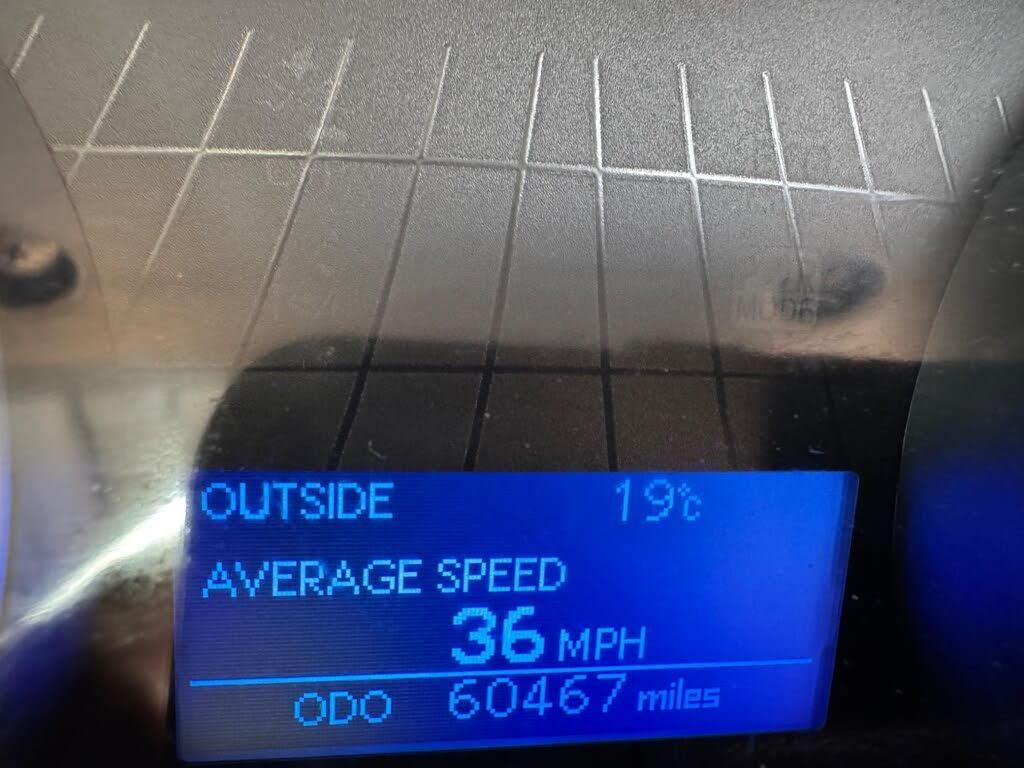 OUTSIDE 19°C
AVERAGE SPEED
36 MPH
ODO 60467 miles